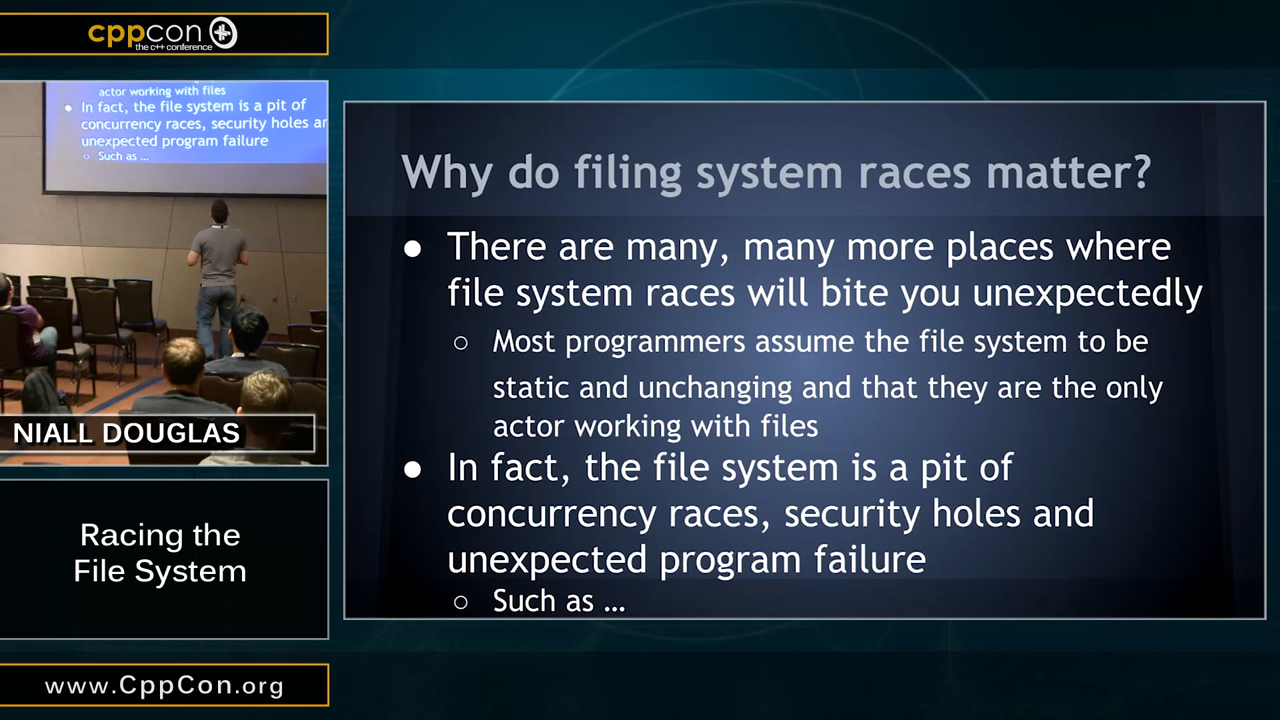 cppcon
the c++ conference
actor working with files
In fact, the file system is a pit of
concurrency races, security holes
unexpected program failure
Such as ...
NIALL DOUGLAS
Racing the
File System
www.CppCon.org
Why do filing system races matter?
● There are many, many more places where
file system races will bite you unexpectedly
○ Most programmers assume the file system to be
static and unchanging and that they are the only
actor working with files
● In fact, the file system is a pit of
concurrency races, security holes and
unexpected program failure
○ Such as ...